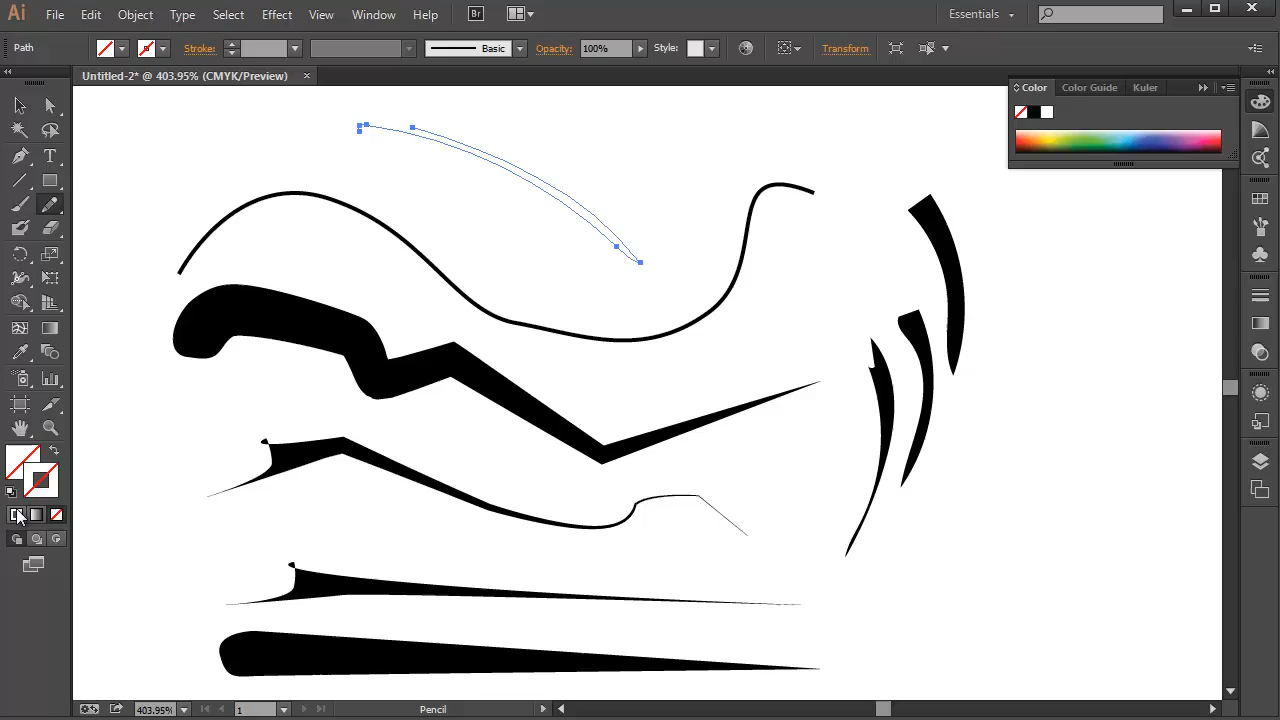 Ai File Edit Object Type Select Effect View Window Help Br Essentials
Path Stroke: Basic Opacity: 100% Style: Transform
Untitled-2* @ 403.95% (CMYK/Preview) ×
Color Color Guide Kuler
T
403.95% 1 Pencil